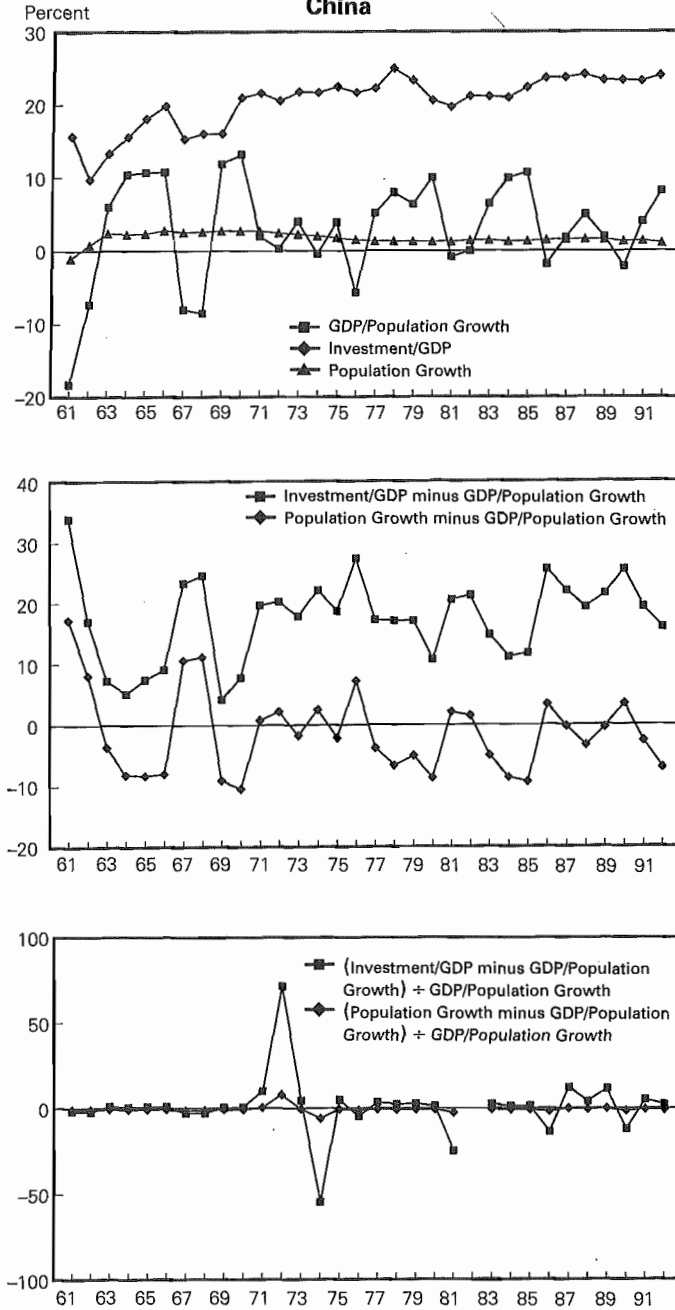 China
Percent
30
20
10
0
-10
-20
GDP/Population Growth
Investment/GDP
Population Growth
61 63 65 67 69 71 73 75 77 79 81 83 85 87 89 91
40
30
20
10
0
-10
-20
Investment/GDP minus GDP/Population Growth
Population Growth minus GDP/Population Growth
61 63 65 67 69 71 73 75 77 79 81 83 85 87 89 91
100
50
0
-50
-100
(Investment/GDP minus GDP/Population
Growth) ÷ GDP/Population Growth
(Population Growth minus GDP/Population
Growth) ÷ GDP/Population Growth
61 63 65 67 69 71 73 75 77 79 81 83 85 87 89 91